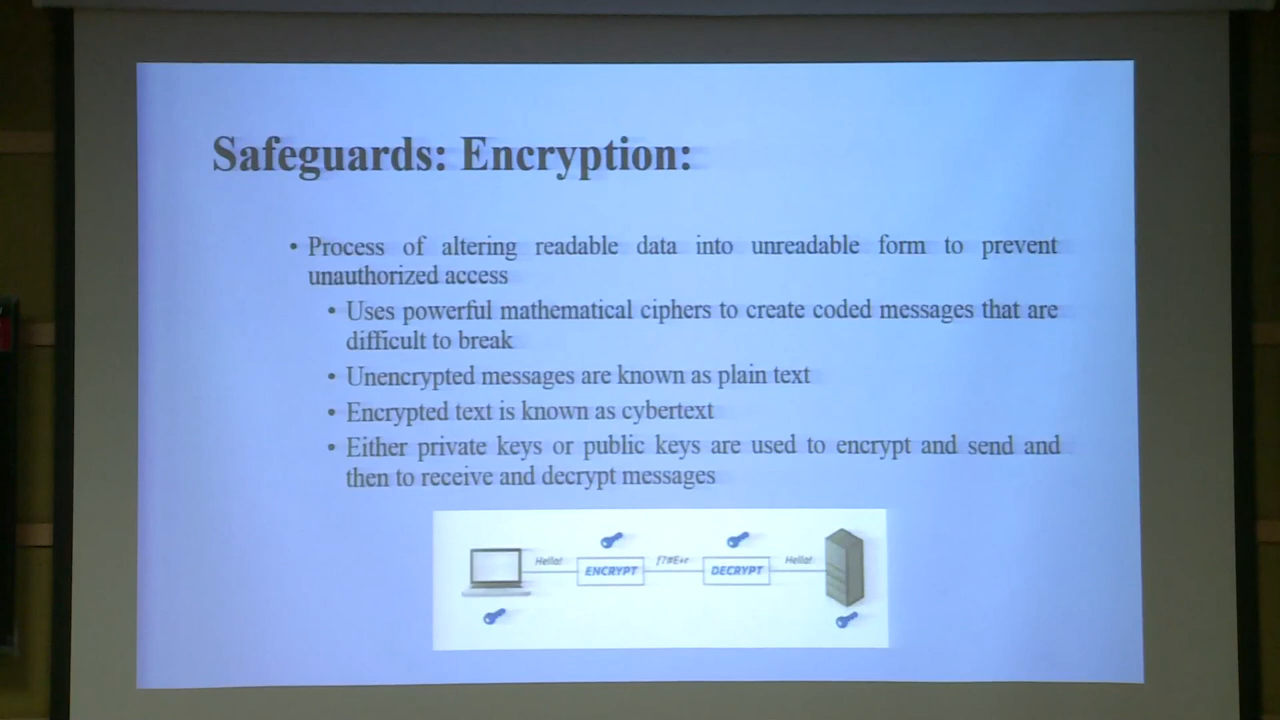 Safeguards: Encryption:
• Process of altering readable data into unreadable form to prevent
unauthorized access
• Uses powerful mathematical ciphers to create coded messages that are
difficult to break
• Unencrypted messages are known as plain text
• Encrypted text is known as cybertext
• Either private keys or public keys are used to encrypt and send and
then to receive and decrypt messages
Hello! ENCRYPT f7#E+r DECRYPT Hello!